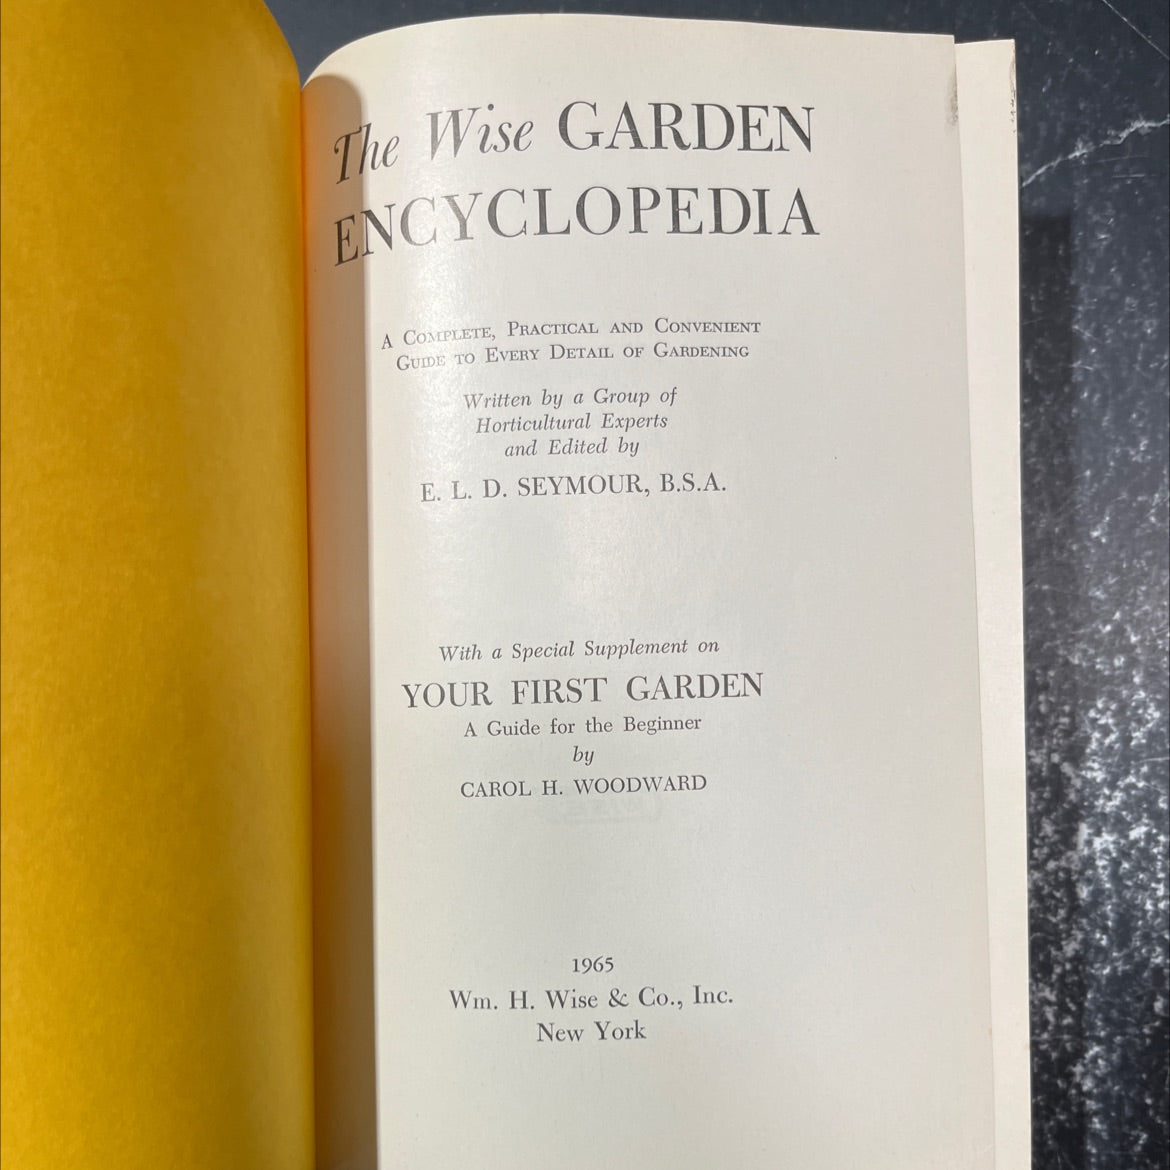 The Wise GARDEN
ENCYCLOPEDIA
A COMPLETE, PRACTICAL AND CONVENIENT
GUIDE TO EVERY DETAIL OF GARDENING
Written by a Group of
Horticultural Experts
and Edited by
E. L. D. SEYMOUR, B.S.A.
With a Special Supplement on
YOUR FIRST GARDEN
A Guide for the Beginner
by
CAROL H. WOODWARD
1965
Wm. H. Wise & Co., Inc.
New York